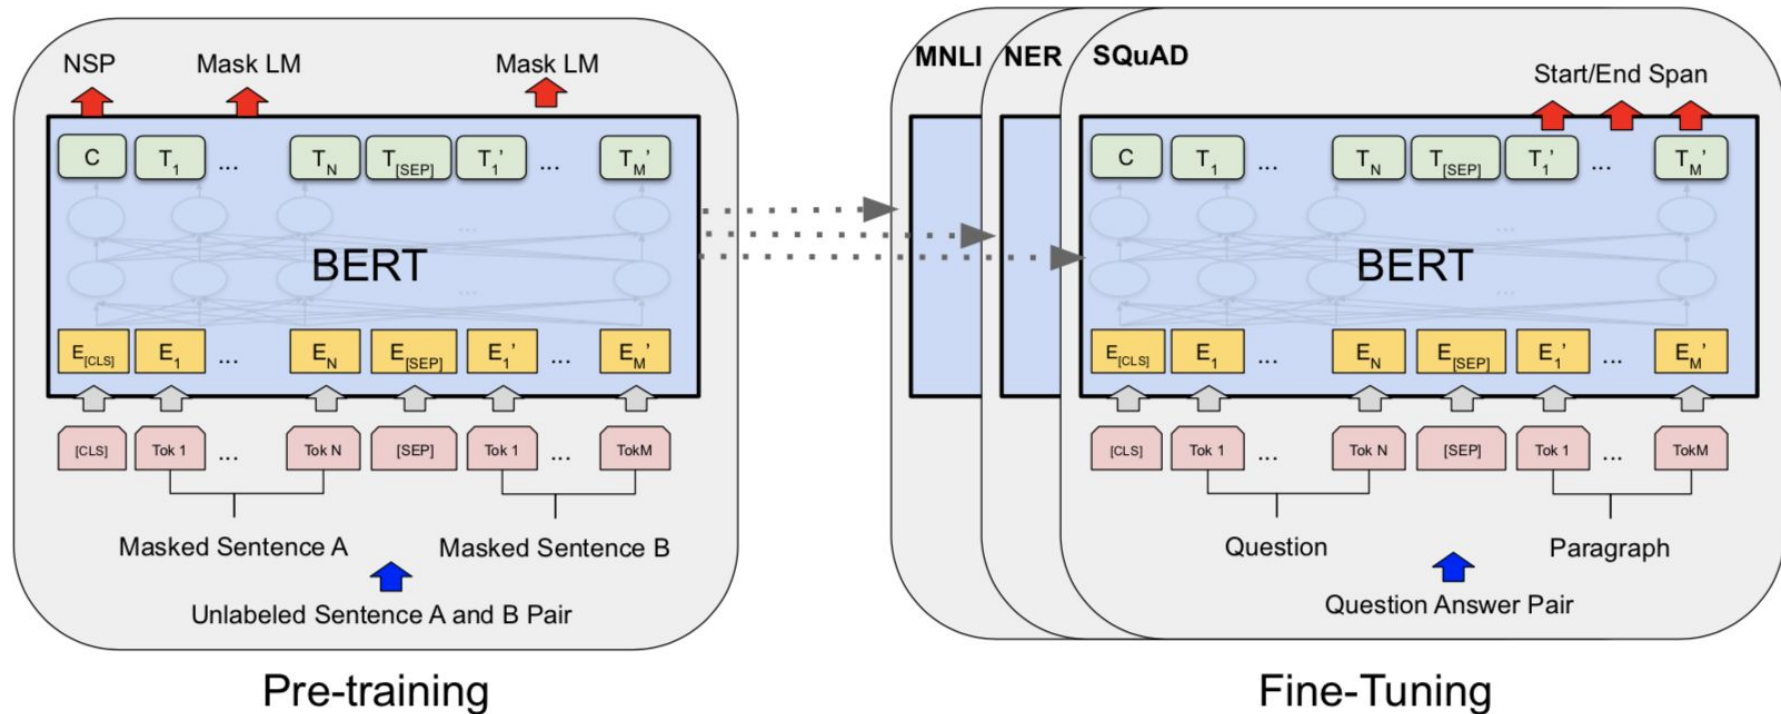 NSP Mask LM Mask LM
C T1 ... TN T[SEP] T1’ ... TM’
...
BERT
...
E[CLS] E1 ... EN E[SEP] E1’ ... EM’
[CLS] Tok 1 ... Tok N [SEP] Tok 1 ... TokM
Masked Sentence A Masked Sentence B
Unlabeled Sentence A and B Pair
Pre-training
MNLI NER SQuAD
Start/End Span
C T1 ... TN T[SEP] T1’ ... TM’
...
BERT
...
E[CLS] E1 ... EN E[SEP] E1’ ... EM’
[CLS] Tok 1 ... Tok N [SEP] Tok 1 ... TokM
Question Paragraph
Question Answer Pair
Fine-Tuning